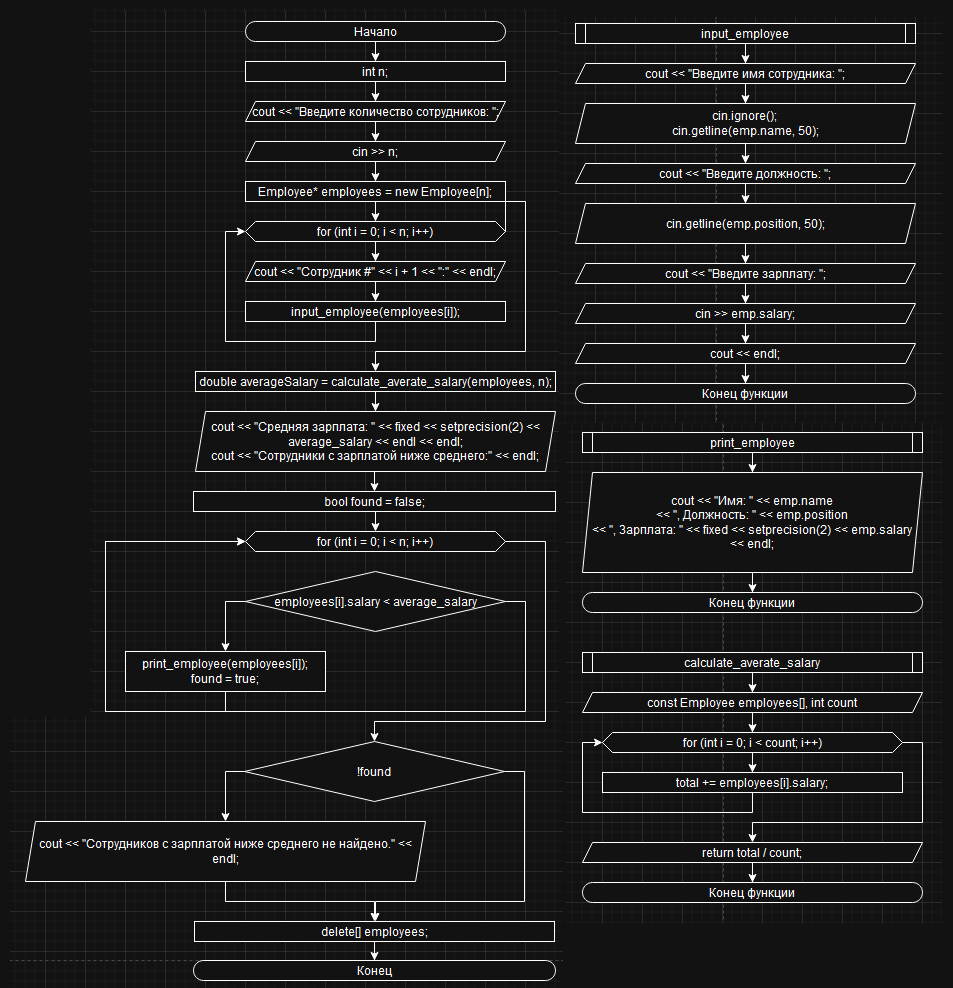 Начало
int n;
cout << "Введите количество сотрудников: ";
cin >> n;
Employee* employees = new Employee[n];
for (int i = 0; i < n; i++)
cout << "Сотрудник #" << i + 1 << ":" << endl;
input_employee(employees[i]);
double averageSalary = calculate_averate_salary(employees, n);
cout << "Средняя зарплата: " << fixed << setprecision(2) <<
average_salary << endl << endl;
cout << "Сотрудники с зарплатой ниже среднего:" << endl;
bool found = false;
for (int i = 0; i < n; i++)
employees[i].salary < average_salary
print_employee(employees[i]);
found = true;
!found
cout << "Сотрудников с зарплатой ниже среднего не найдено." <<
endl;
delete[] employees;
Конец
input_employee
cout << "Введите имя сотрудника: ";
cin.ignore();
cin.getline(emp.name, 50);
cout << "Введите должность: ";
cin.getline(emp.position, 50);
cout << "Введите зарплату: ";
cin >> emp.salary;
cout << endl;
Конец функции
print_employee
cout << "Имя: " << emp.name
<< ", Должность: " << emp.position
<< ", Зарплата: " << fixed << setprecision(2) << emp.salary
<< endl;
Конец функции
calculate_averate_salary
const Employee employees[], int count
for (int i = 0; i < count; i++)
total += employees[i].salary;
return total / count;
Конец функции